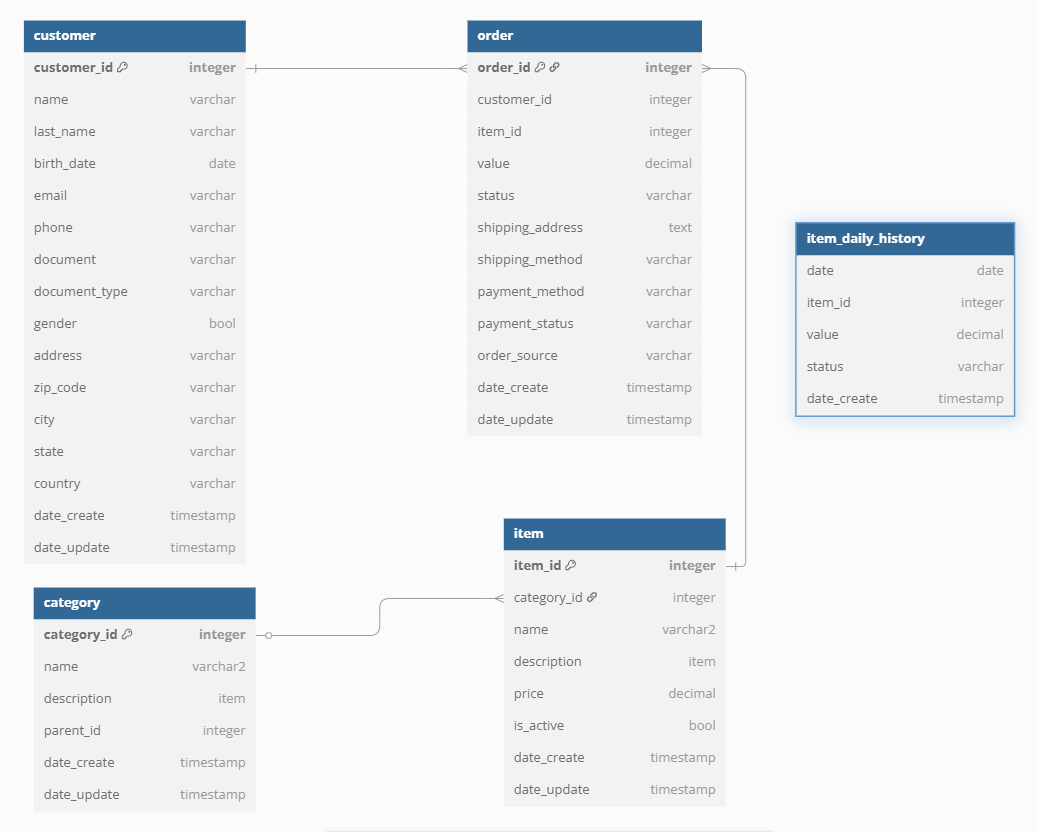 customer
customer_id integer
name varchar
last_name varchar
birth_date date
email varchar
phone varchar
document varchar
document_type varchar
gender bool
address varchar
zip_code varchar
city varchar
state varchar
country varchar
date_create timestamp
date_update timestamp
order
order_id integer
customer_id integer
item_id integer
value decimal
status varchar
shipping_address text
shipping_method varchar
payment_method varchar
payment_status varchar
order_source varchar
date_create timestamp
date_update timestamp
item_daily_history
date date
item_id integer
value decimal
status varchar
date_create timestamp
category
category_id integer
name varchar2
description item
parent_id integer
date_create timestamp
date_update timestamp
item
item_id integer
category_id integer
name varchar2
description item
price decimal
is_active bool
date_create timestamp
date_update timestamp